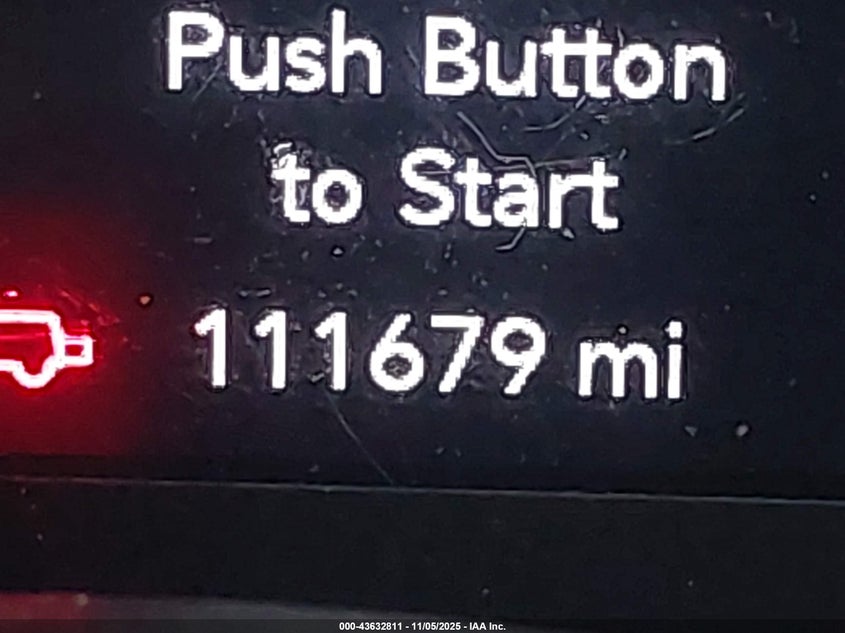 Push Button
to Start
111679 mi
000-43632811 - 11/05/2025 - IAA Inc.